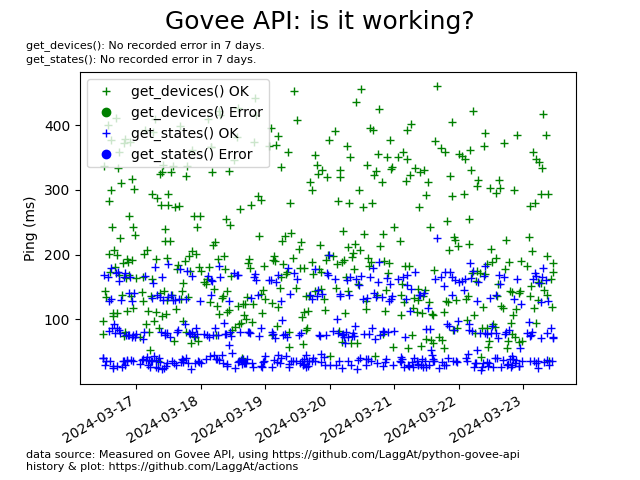 Govee API: is it working?
get_devices(): No recorded error in 7 days.
get_states(): No recorded error in 7 days.
get_devices() OK
get_devices() Error
get_states() OK
get_states() Error
Ping (ms)
400
300
200
100
2024-03-17
2024-03-18
2024-03-19
2024-03-20
2024-03-21
2024-03-22
2024-03-23
data source: Measured on Govee API, using https://github.com/LaggAt/python-govee-api
history & plot: https://github.com/LaggAt/actions